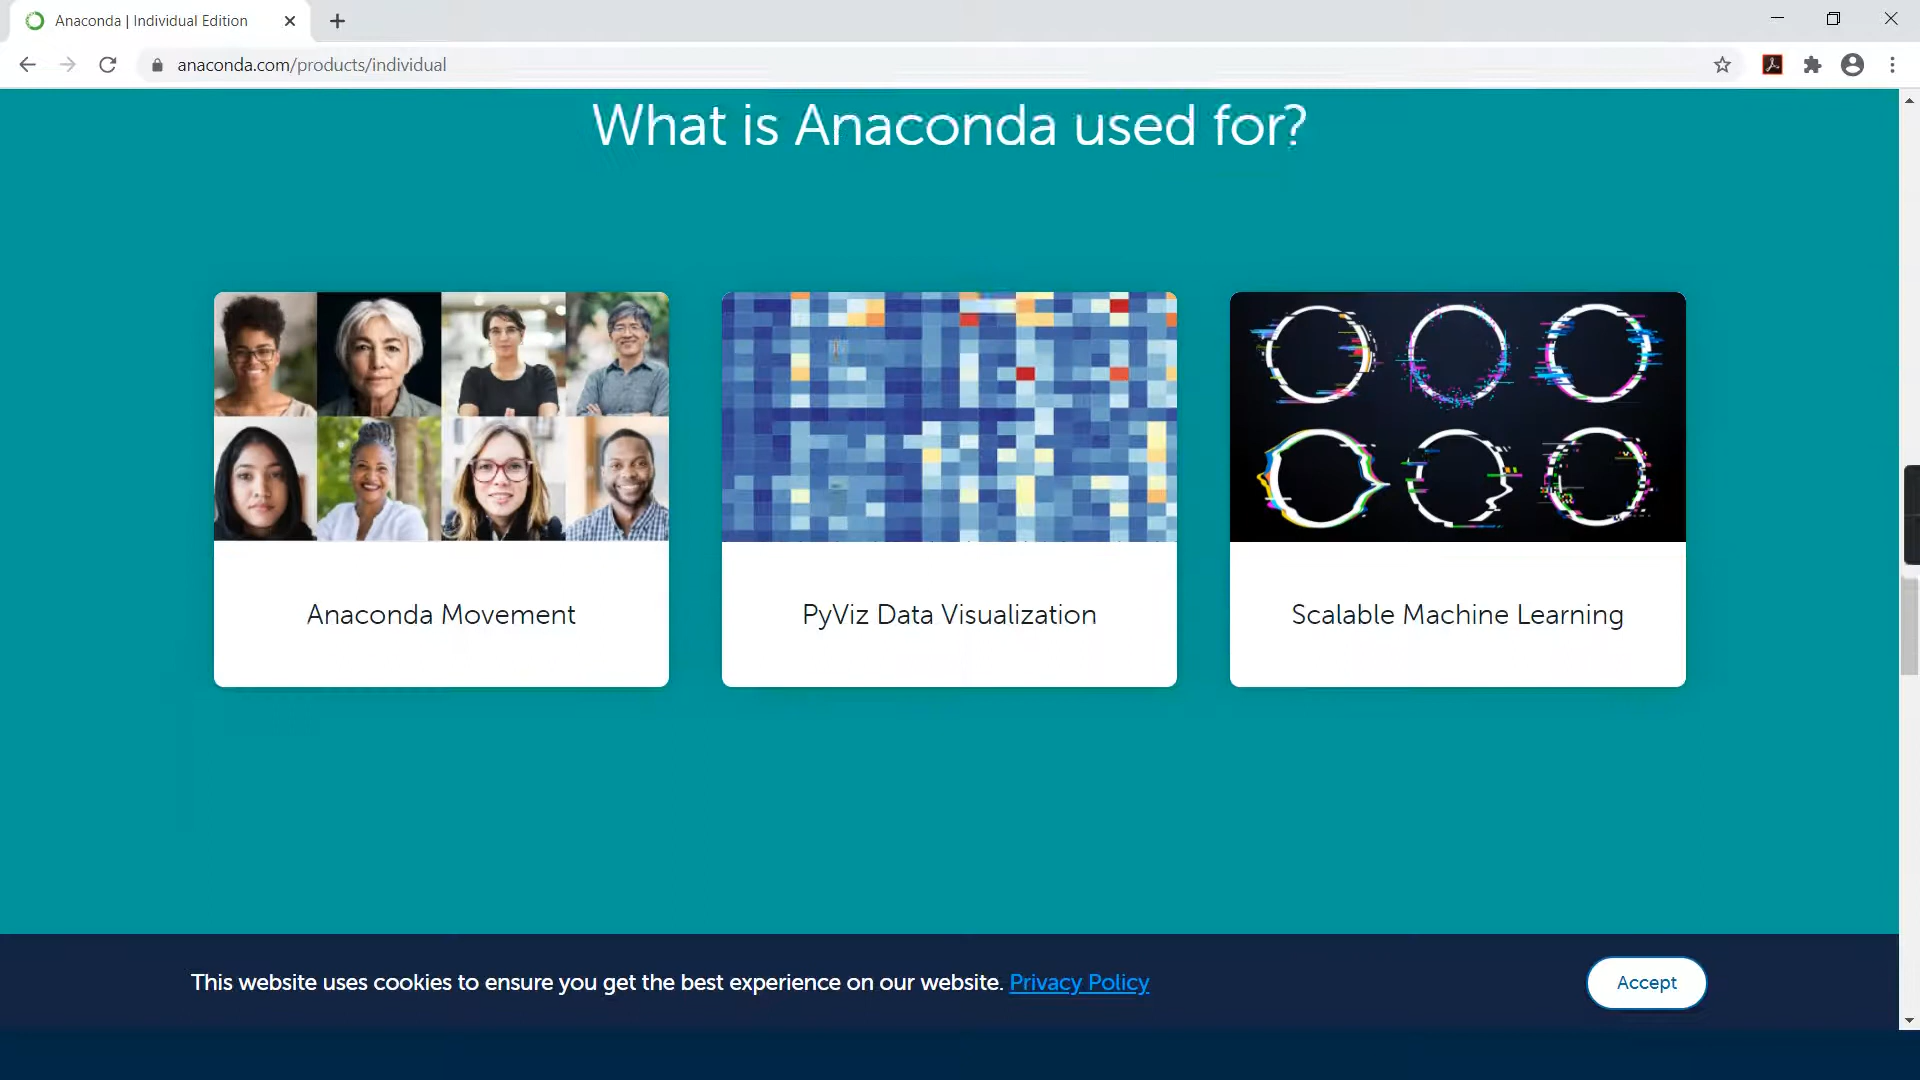 Anaconda | Individual Edition
anaconda.com/products/individual
What is Anaconda used for?
Anaconda Movement
PyViz Data Visualization
Scalable Machine Learning
This website uses cookies to ensure you get the best experience on our website. Privacy Policy
Accept